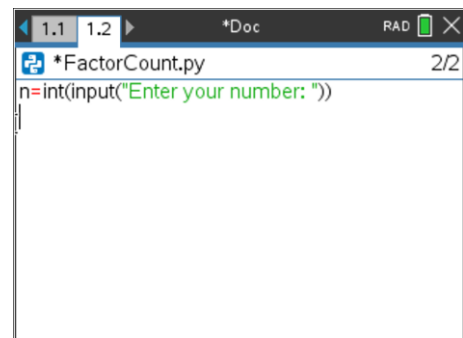 1.1 1.2 *Doc RAD
*FactorCount.py 2/2
n=int(input("Enter your number: "))